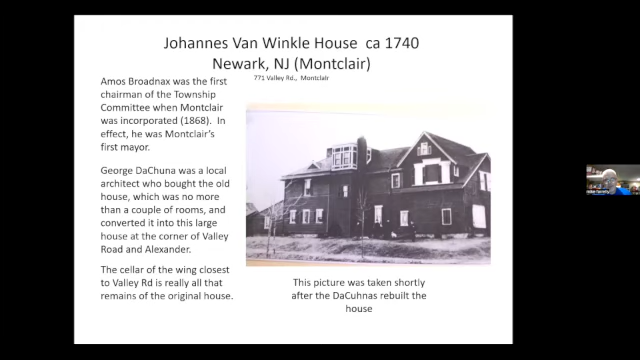 Johannes Van Winkle House ca 1740
Newark, NJ (Montclair)
771 Valley Rd., Montclair
Amos Broadnax was the first
chairman of the Township
Committee when Montclair
was incorporated (1868). In
effect, he was Montclair's
first mayor.
George DaChuna was a local
architect who bought the old
house, which was no more
than a couple of rooms, and
converted it into this large
house at the corner of Valley
Road and Alexander.
The cellar of the wing closest
to Valley Rd is really all that
remains of the original house.
This picture was taken shortly
after the DaCuhnas rebuilt the
house